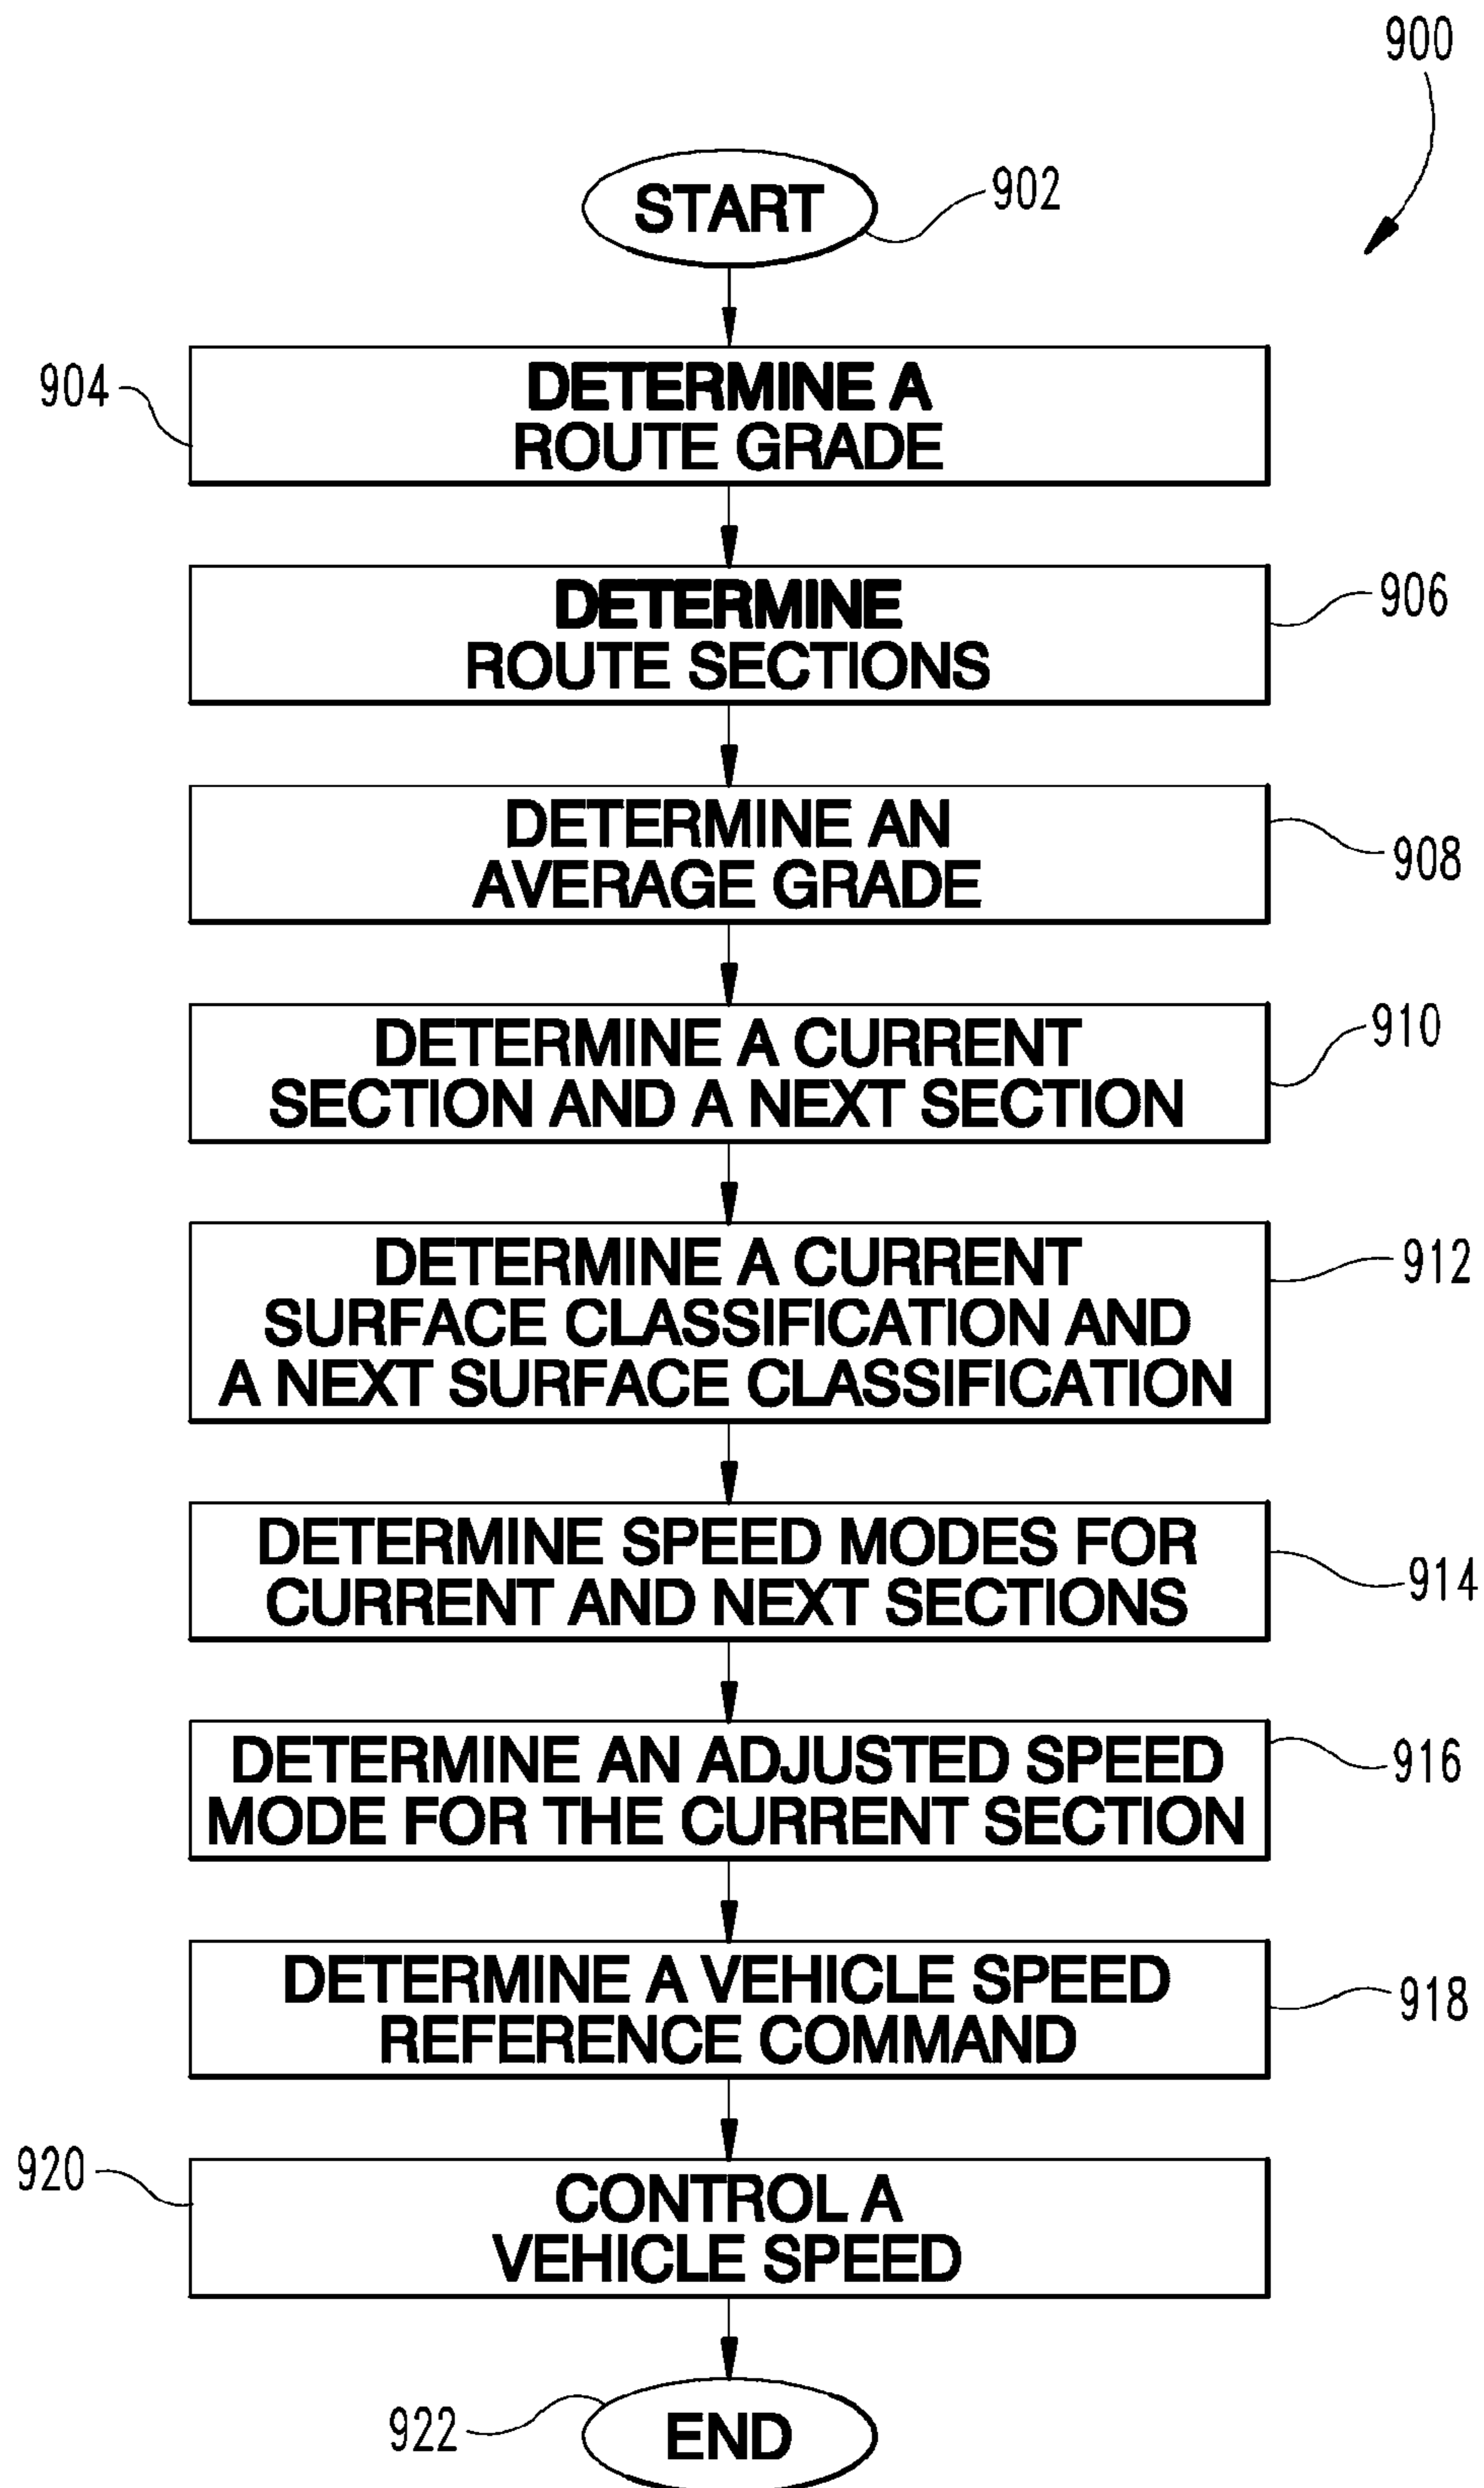 900
START
902
904
DETERMINE A
ROUTE GRADE
DETERMINE
ROUTE SECTIONS
906
DETERMINE AN
AVERAGE GRADE
908
DETERMINE A CURRENT
SECTION AND A NEXT SECTION
910
DETERMINE A CURRENT
SURFACE CLASSIFICATION AND
A NEXT SURFACE CLASSIFICATION
912
DETERMINE SPEED MODES FOR
CURRENT AND NEXT SECTIONS
914
DETERMINE AN ADJUSTED SPEED
MODE FOR THE CURRENT SECTION
916
DETERMINE A VEHICLE SPEED
REFERENCE COMMAND
918
920
CONTROL A
VEHICLE SPEED
922
END